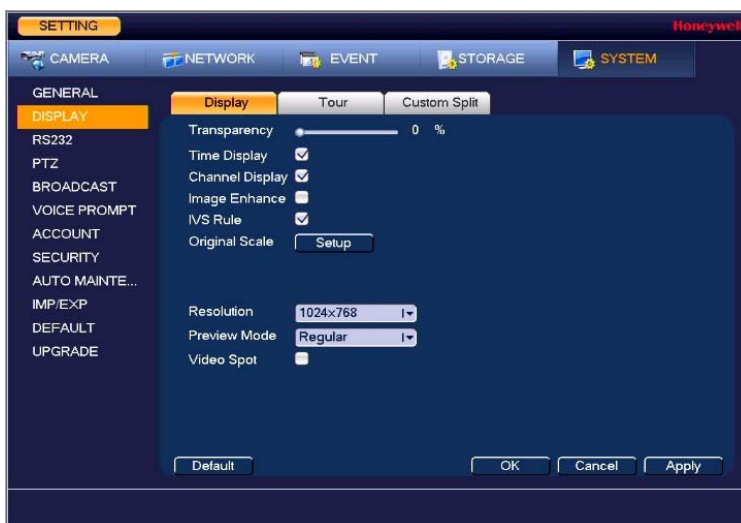 SETTING
Honeywell
CAMERA NETWORK EVENT STORAGE SYSTEM
GENERAL
DISPLAY
RS232
PTZ
BROADCAST
VOICE PROMPT
ACCOUNT
SECURITY
AUTO MAINTE...
IMP/EXP
DEFAULT
UPGRADE
Display Tour Custom Split
Transparency 0 %
Time Display
Channel Display
Image Enhance
IVS Rule
Original Scale Setup
Resolution 1024×768
Preview Mode Regular
Video Spot
Default OK Cancel Apply